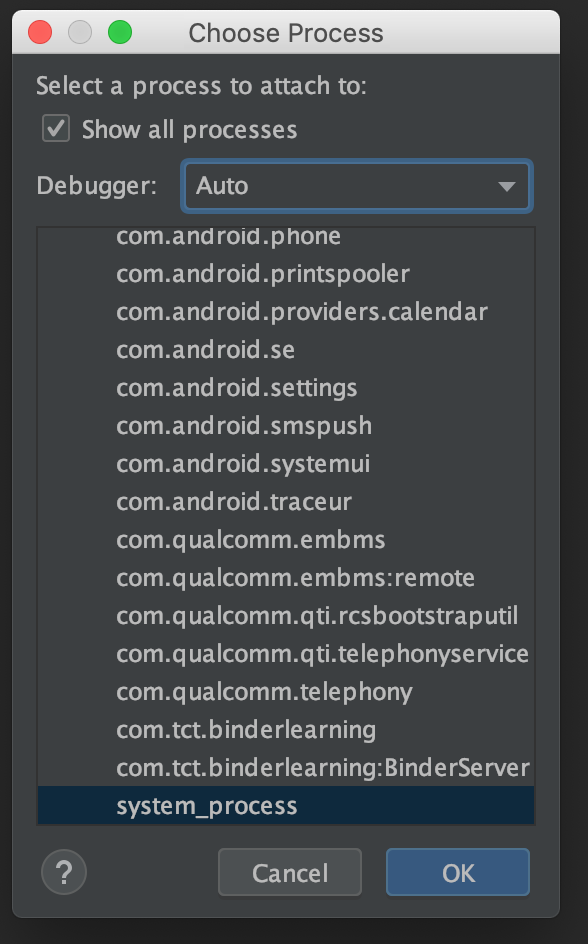 Choose Process
Select a process to attach to:
Show all processes
Debugger: Auto
com.android.phone
com.android.printspooler
com.android.providers.calendar
com.android.se
com.android.settings
com.android.smspush
com.android.systemui
com.android.traceur
com.qualcomm.embms
com.qualcomm.embms:remote
com.qualcomm.qti.rcsbootstraputil
com.qualcomm.qti.telephonyservice
com.qualcomm.telephony
com.tct.binderlearning
com.tct.binderlearning:BinderServer
system_process
? Cancel OK